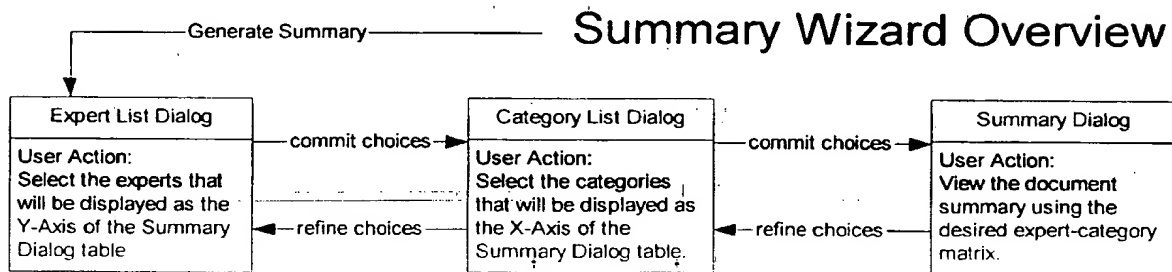 Summary Wizard Overview
Generate Summary
Expert List Dialog
User Action:
Select the experts that
will be displayed as the
Y-Axis of the Summary
Dialog table
commit choices
refine choices
Category List Dialog
User Action:
Select the categories
that will be displayed as
the X-Axis of the
Summary Dialog table.
commit choices
refine choices
Summary Dialog
User Action:
View the document
summary using the
desired expert-category
matrix.